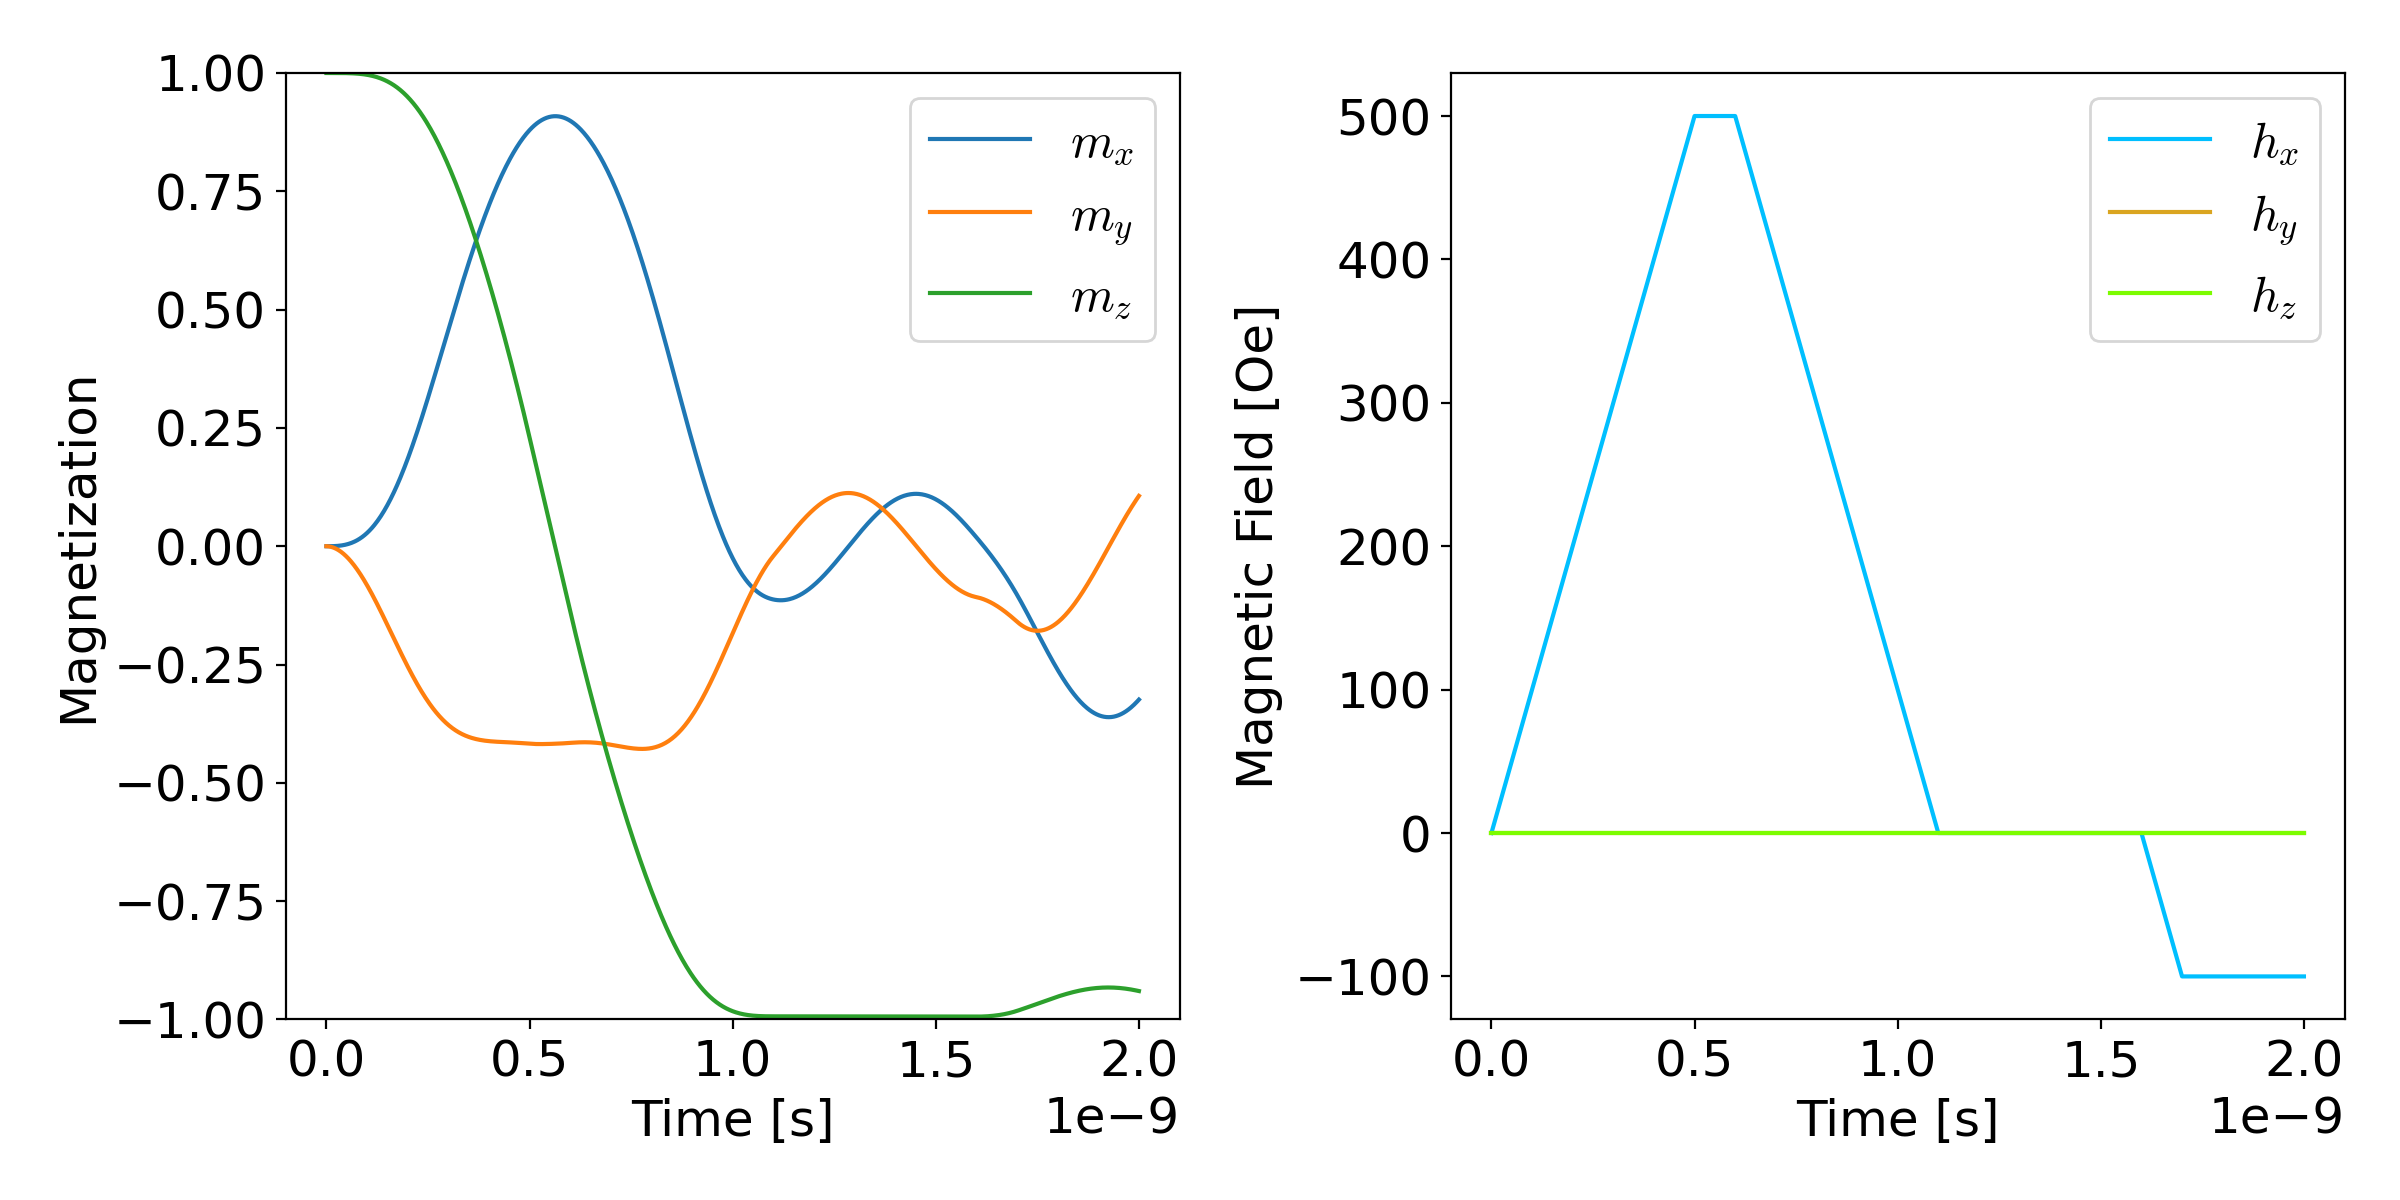 Magnetization
1.00
0.75
0.50
0.25
0.00
−0.25
−0.50
−0.75
−1.00
0.0 0.5 1.0 1.5 2.0
Time [s]
1e−9
m_x
m_y
m_z
Magnetic Field [Oe]
500
400
300
200
100
0
−100
0.0 0.5 1.0 1.5 2.0
Time [s]
1e−9
h_x
h_y
h_z